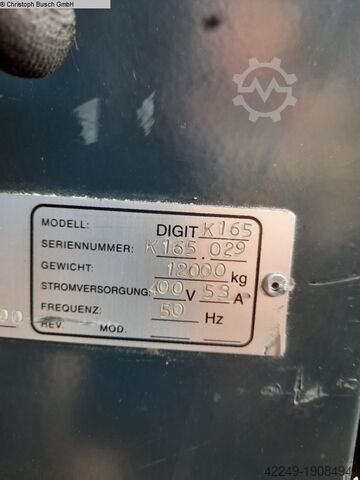 © Christoph Busch GmbH
MODELL: DIGIT K165
SERIENNUMMER: K165.029
GEWICHT: 12000 kg
STROMVERSORGUNG: 400 V 53 A
FREQUENZ: 50 Hz
REV. MOD.
00
42249-1908494